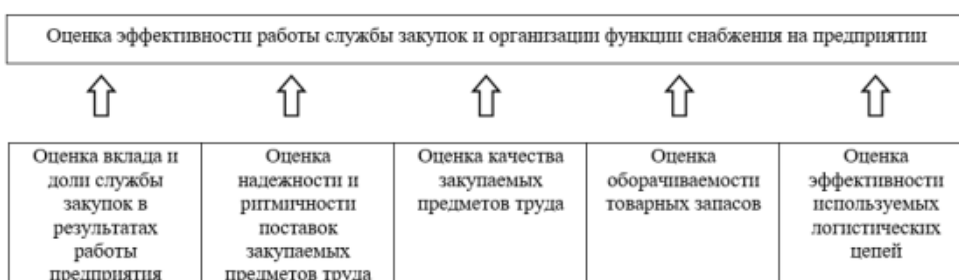 Оценка эффективности работы службы закупок и организации функции снабжения на предприятии
Оценка вклада и
доли службы
закупок в
результатах
работы
предприятия
Оценка
надежности и
ритмичности
поставок
закупаемых
предметов труда
Оценка качества
закупаемых
предметов труда
Оценка
оборачиваемости
товарных запасов
Оценка
эффективности
используемых
логистических
цепей